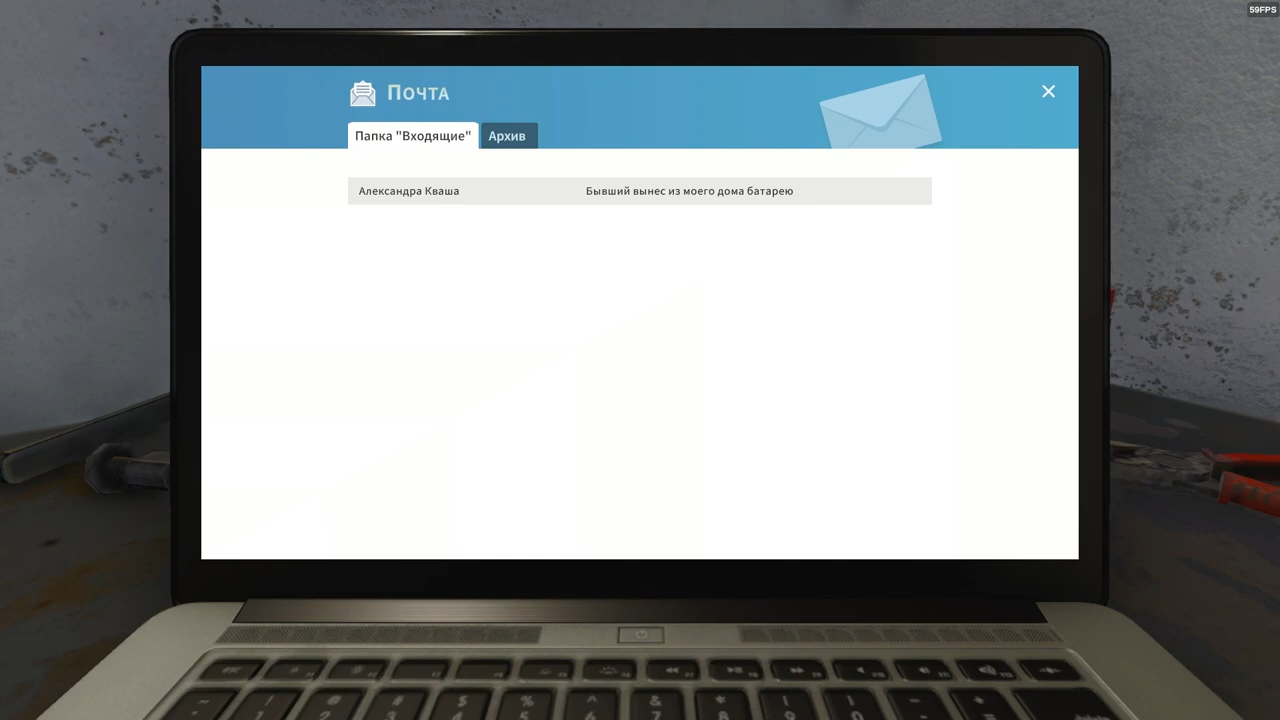 59FPS
Почта
Папка "Входящие" Архив
Александра Кваша Бывший вынес из моего дома батарею